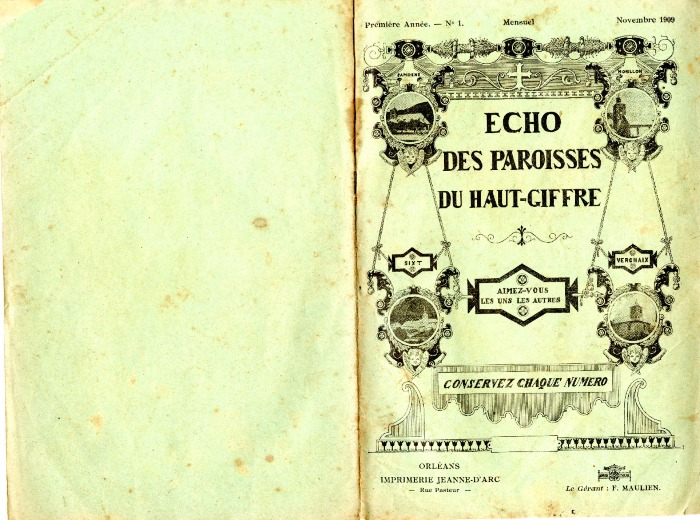 Première Année. — N° 1. Mensuel Novembre 1909
SAMOËNS MORILLON
ECHO
DES PAROISSES
DU HAUT-GIFFRE
SIXT VERCHAIX
AIMEZ-VOUS
LES UNS LES AUTRES
CONSERVEZ CHAQUE NUMERO
ORLÉANS
IMPRIMERIE JEANNE-D'ARC
— Rue Pasteur —
Le Gérant : F. MAULIEN.